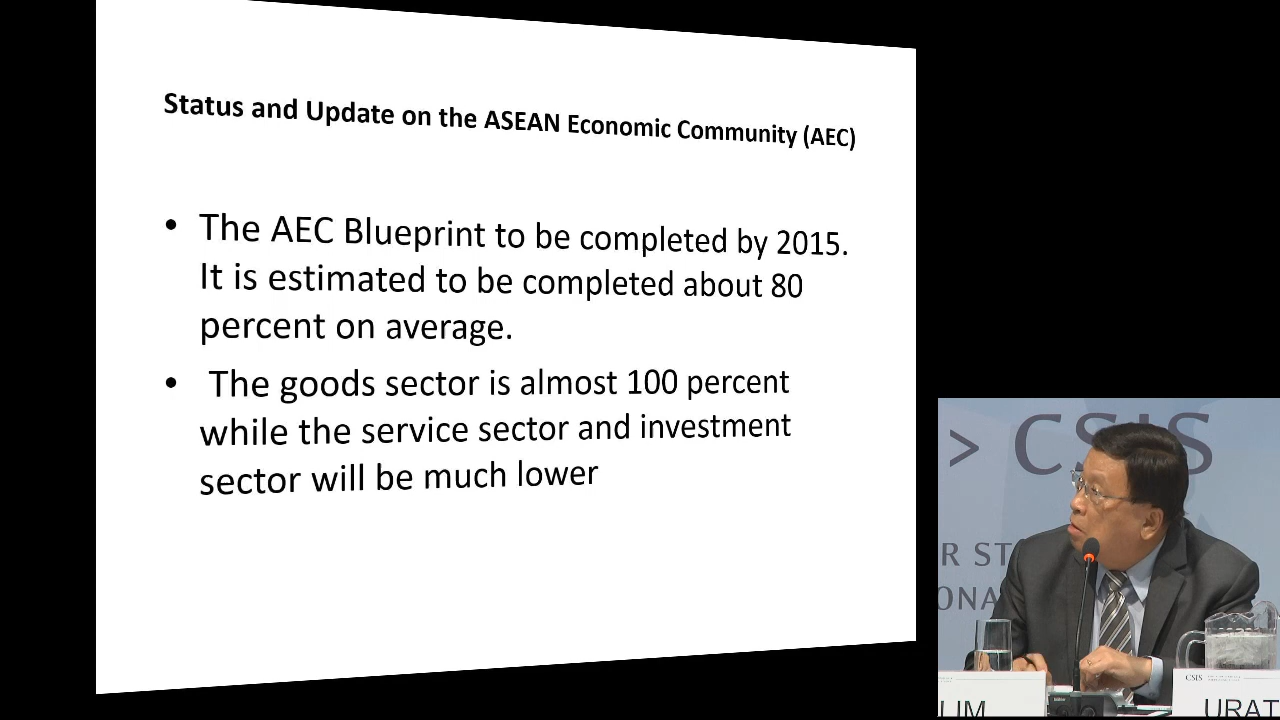 Status and Update on the ASEAN Economic Community (AEC)
• The AEC Blueprint to be completed by 2015.
It is estimated to be completed about 80
percent on average.
• The goods sector is almost 100 percent
while the service sector and investment
sector will be much lower
> CSIS
R ST
ONA
CSIS
LIM
URAT